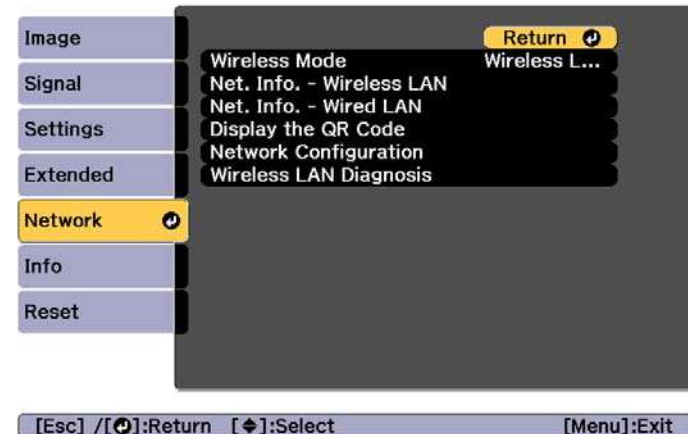 Image
Signal
Settings
Extended
Network
Info
Reset
Return
Wireless Mode Wireless L...
Net. Info. - Wireless LAN
Net. Info. - Wired LAN
Display the QR Code
Network Configuration
Wireless LAN Diagnosis
[Esc] /[⏎]:Return [◆]:Select [Menu]:Exit